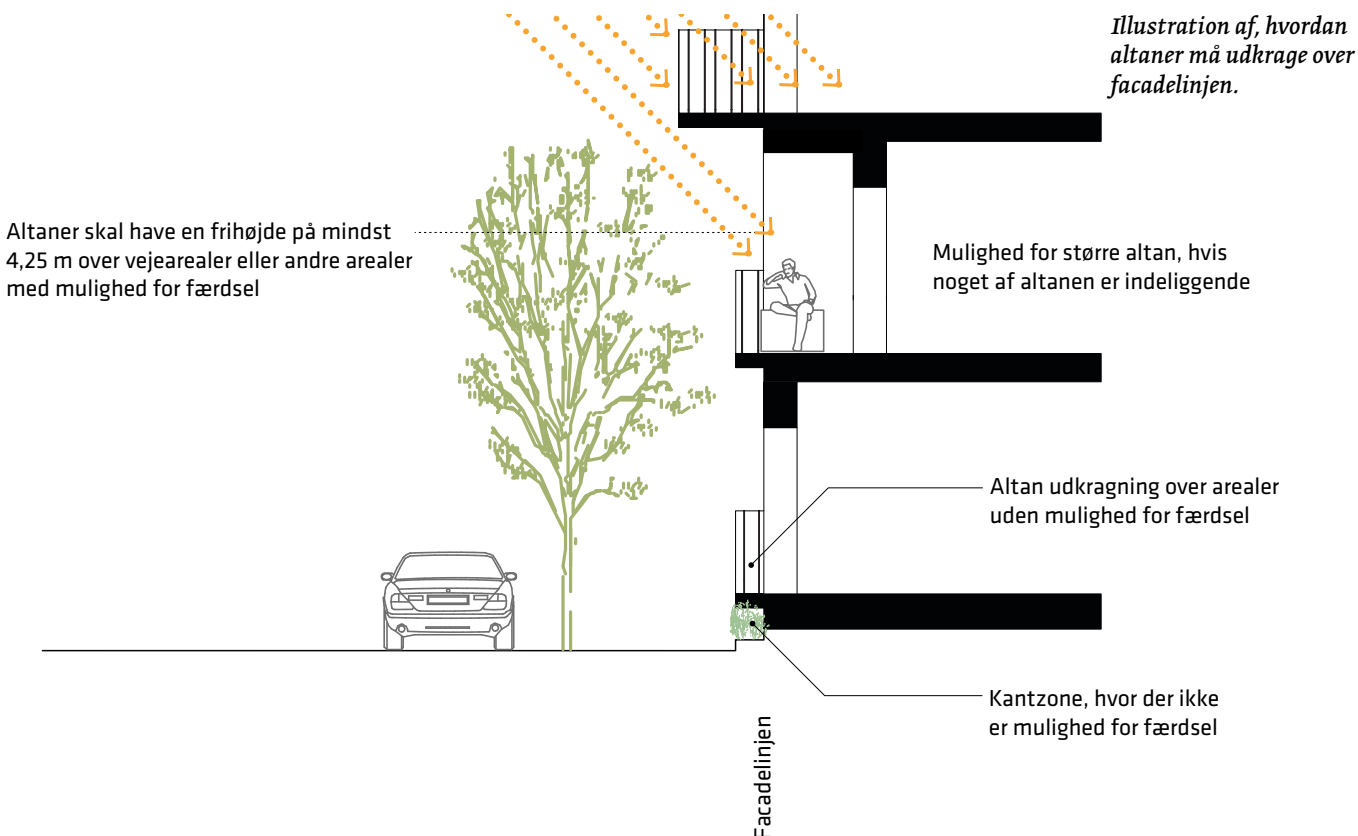 Illustration af, hvordan
altaner må udkrage over
facadelinjen.
Altaner skal have en frihøjde på mindst
4,25 m over vejearealer eller andre arealer
med mulighed for færdsel
Mulighed for større altan, hvis
noget af altanen er indeliggende
Altan udkragning over arealer
uden mulighed for færdsel
Kantzone, hvor der ikke
er mulighed for færdsel
Facadelinjen